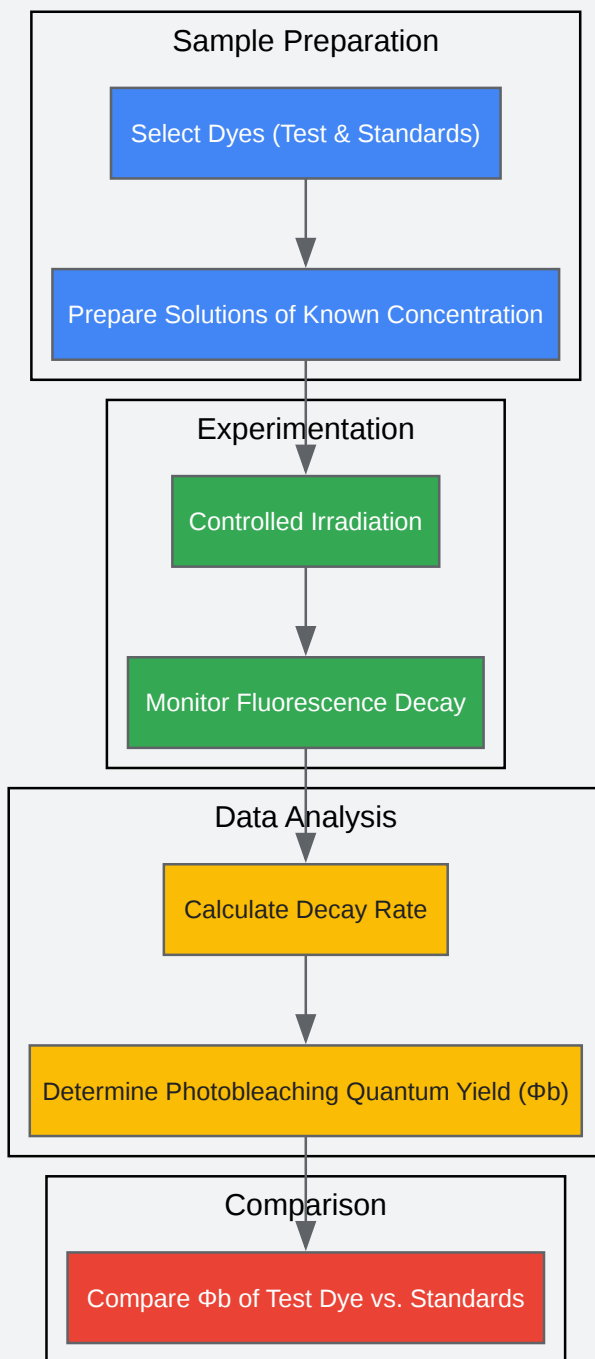 Sample Preparation
Select Dyes (Test & Standards)
Prepare Solutions of Known Concentration
Experimentation
Controlled Irradiation
Monitor Fluorescence Decay
Data Analysis
Calculate Decay Rate
Determine Photobleaching Quantum Yield (Φb)
Comparison
Compare Φb of Test Dye vs. Standards